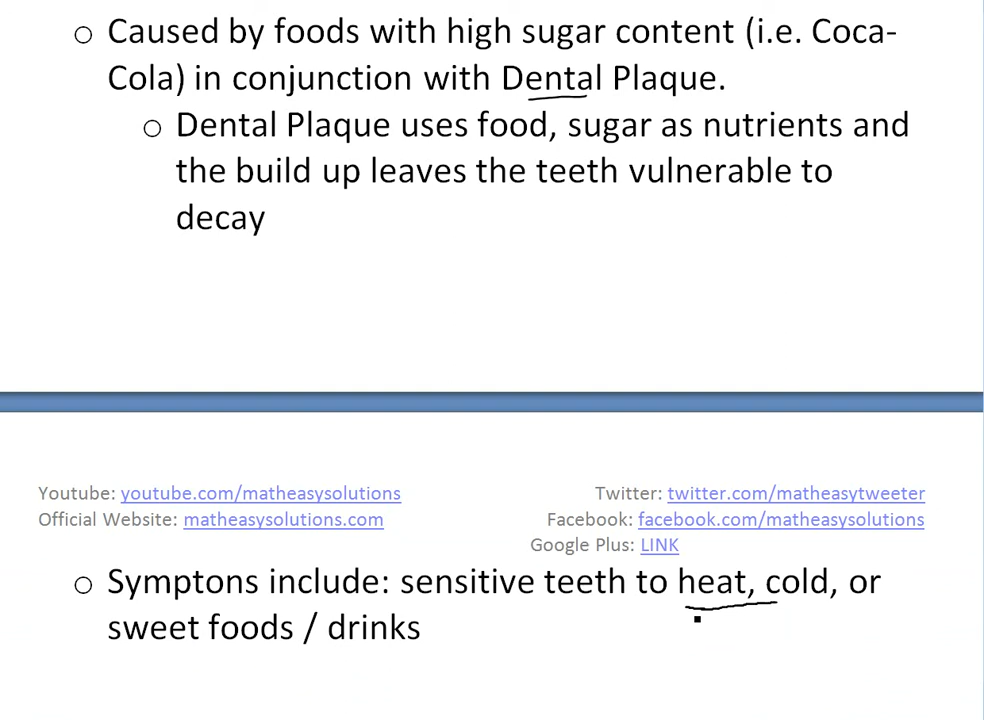 ○ Caused by foods with high sugar content (i.e. Coca-
Cola) in conjunction with Dental Plaque.
○ Dental Plaque uses food, sugar as nutrients and
the build up leaves the teeth vulnerable to
decay
Youtube: youtube.com/matheasysolutions
Twitter: twitter.com/matheasytweeter
Official Website: matheasysolutions.com
Facebook: facebook.com/matheasysolutions
Google Plus: LINK
○ Symptons include: sensitive teeth to heat, cold, or
sweet foods / drinks